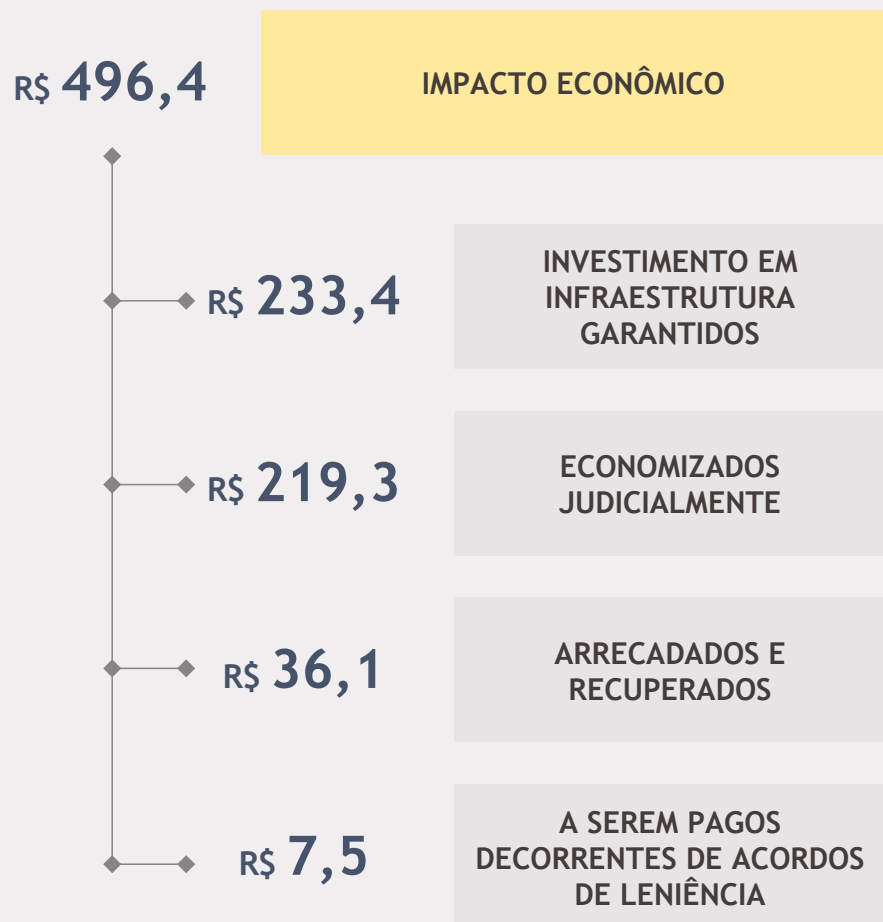 R$ 496,4
IMPACTO ECONÔMICO
R$ 233,4
INVESTIMENTO EM
INFRAESTRUTURA
GARANTIDOS
R$ 219,3
ECONOMIZADOS
JUDICIALMENTE
R$ 36,1
ARRECADADOS E
RECUPERADOS
R$ 7,5
A SEREM PAGOS
DECORRENTES DE ACORDOS
DE LENIÊNCIA